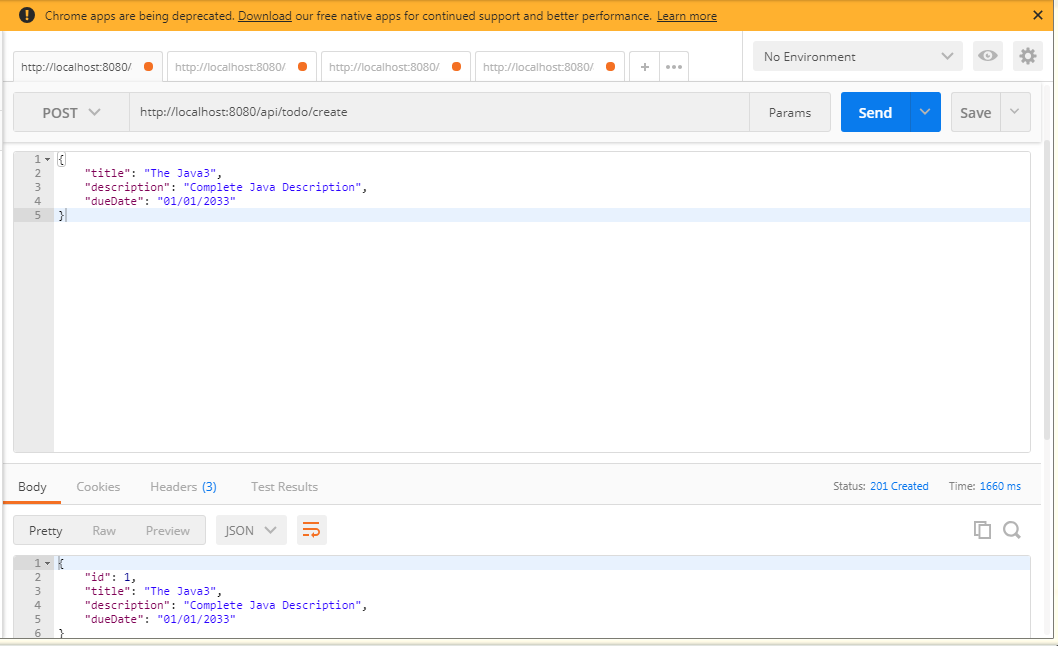 Chrome apps are being deprecated. Download our free native apps for continued support and better performance. Learn more
http://localhost:8080/ http://localhost:8080/ http://localhost:8080/ http://localhost:8080/ + ••• No Environment
POST http://localhost:8080/api/todo/create Params Send Save
1 {
2 "title": "The Java3",
3 "description": "Complete Java Description",
4 "dueDate": "01/01/2033"
5 }
Body Cookies Headers (3) Test Results Status: 201 Created Time: 1660 ms
Pretty Raw Preview JSON
1 {
2 "id": 1,
3 "title": "The Java3",
4 "description": "Complete Java Description",
5 "dueDate": "01/01/2033"
6 }